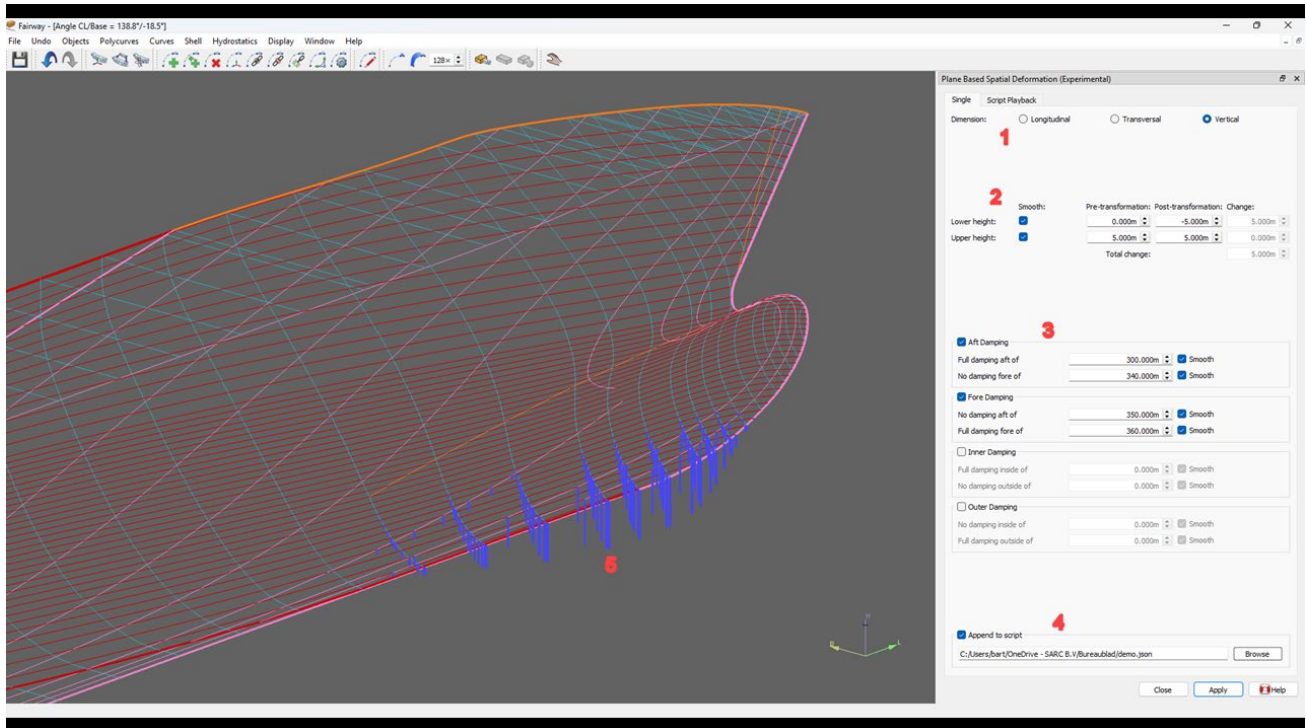 Fairway - [Angle CL/Base = 138.8°/-18.5°]
File Undo Objects Polycurves Curves Shell Hydrostatics Display Window Help
128×
Plane Based Spatial Deformation (Experimental)
Single Script Playback
Dimension: Longitudinal Transversal Vertical
1
2
Smooth: Pre-transformation: Post-transformation: Change:
Lower height: 0.000m -5.000m 5.000m
Upper height: 5.000m 5.000m 0.000m
Total change: 5.000m
3
Aft Damping
Full damping aft of 300.000m Smooth
No damping fore of 340.000m Smooth
Fore Damping
No damping aft of 350.000m Smooth
Full damping fore of 360.000m Smooth
Inner Damping
Full damping inside of 0.000m Smooth
No damping outside of 0.000m Smooth
Outer Damping
No damping inside of 0.000m Smooth
Full damping outside of 0.000m Smooth
5
4
Append to script
C:/Users/bart/OneDrive - SARC B.V/Bureaublad/demo.json Browse
Close Apply Help